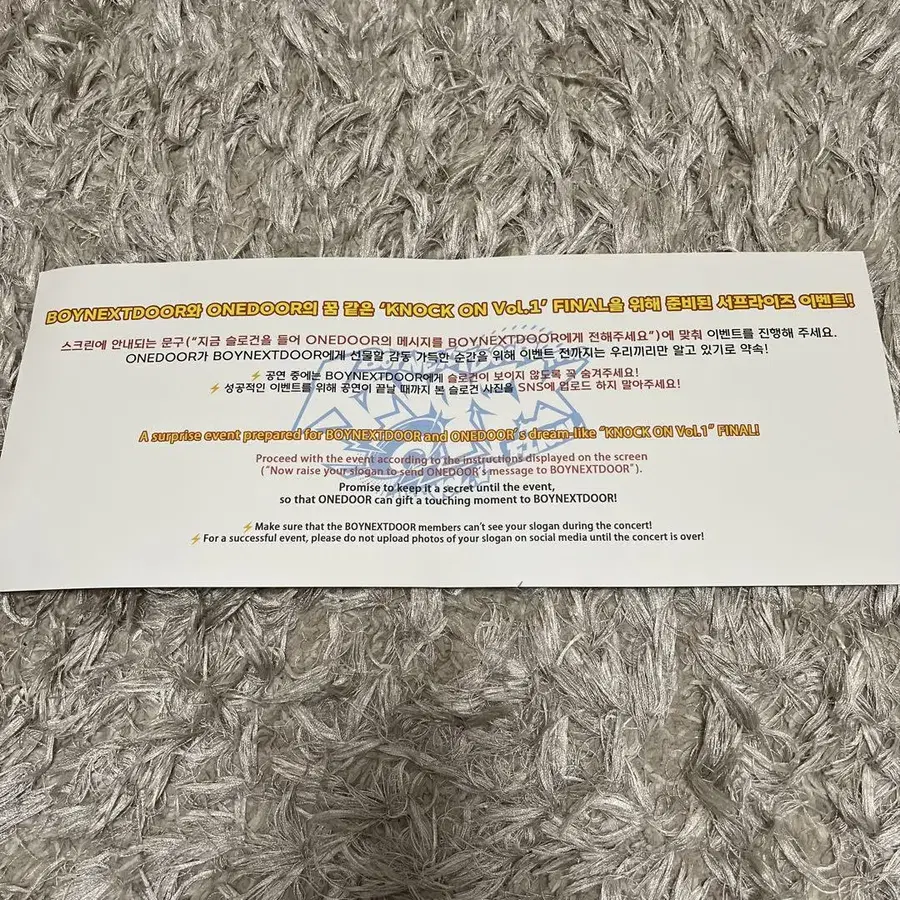 BOYNEXTDOOR와 ONEDOOR의 꿈 같은 ‘KNOCK ON Vol.1’ FINAL을 위해 준비된 서프라이즈 이벤트!
스크린에 안내되는 문구(“지금 슬로건을 들어 ONEDOOR의 메시지를 BOYNEXTDOOR에게 전해주세요”)에 맞춰 이벤트를 진행해 주세요.
ONEDOOR가 BOYNEXTDOOR에게 선물할 감동 가득한 순간을 위해 이벤트 전까지는 우리끼리만 알고 있기로 약속!
⚡공연 중에는 BOYNEXTDOOR에게 슬로건이 보이지 않도록 꼭 숨겨주세요!
⚡성공적인 이벤트를 위해 공연이 끝날 때까지 본 슬로건 사진을 SNS에 업로드 하지 말아주세요!
A surprise event prepared for BOYNEXTDOOR and ONEDOOR´s dream-like “KNOCK ON Vol.1” FINAL!
Proceed with the event according to the instructions displayed on the screen
(“Now raise your slogan to send ONEDOOR´s message to BOYNEXTDOOR”).
Promise to keep it a secret until the event,
so that ONEDOOR can gift a touching moment to BOYNEXTDOOR!
⚡Make sure that the BOYNEXTDOOR members can’t see your slogan during the concert!
⚡For a successful event, please do not upload photos of your slogan on social media until the concert is over!